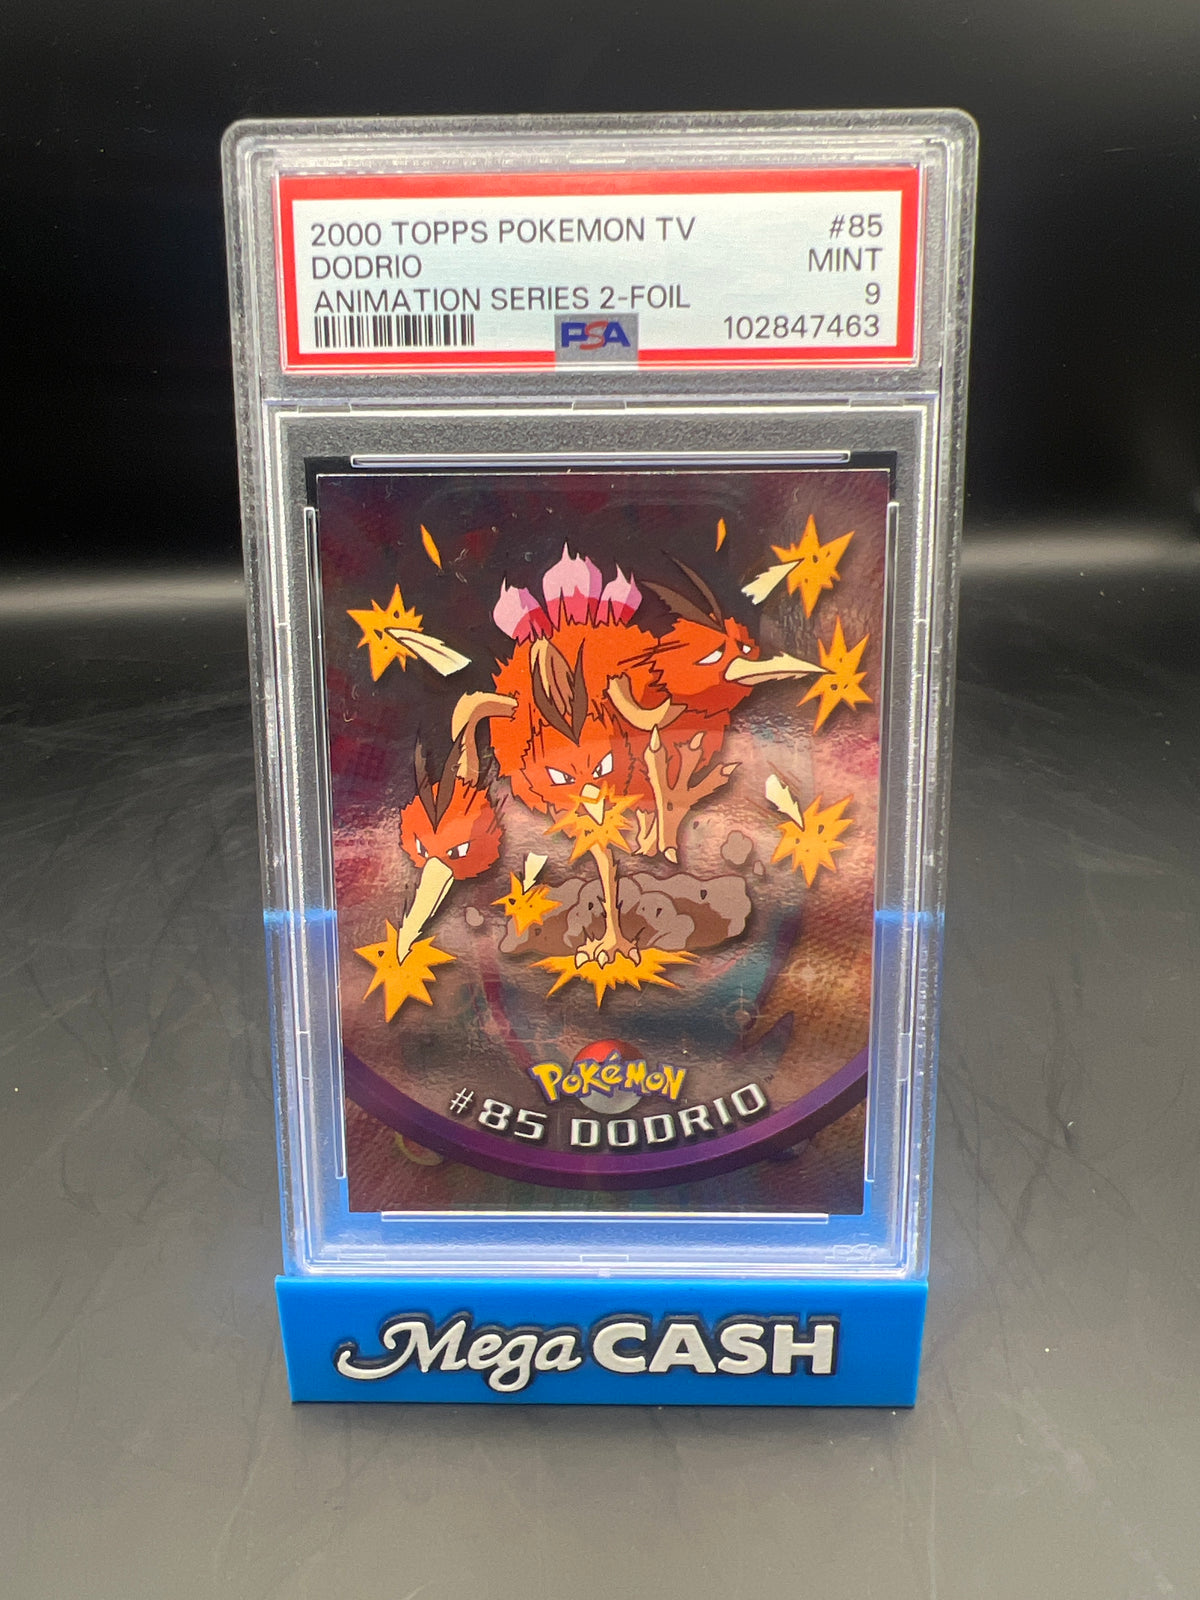 2000 TOPPS POKEMON TV #85
DODRIO MINT
ANIMATION SERIES 2-FOIL 9
PSA 102847463
POKéMON
#85 DODRIO
PSA
Mega CASH